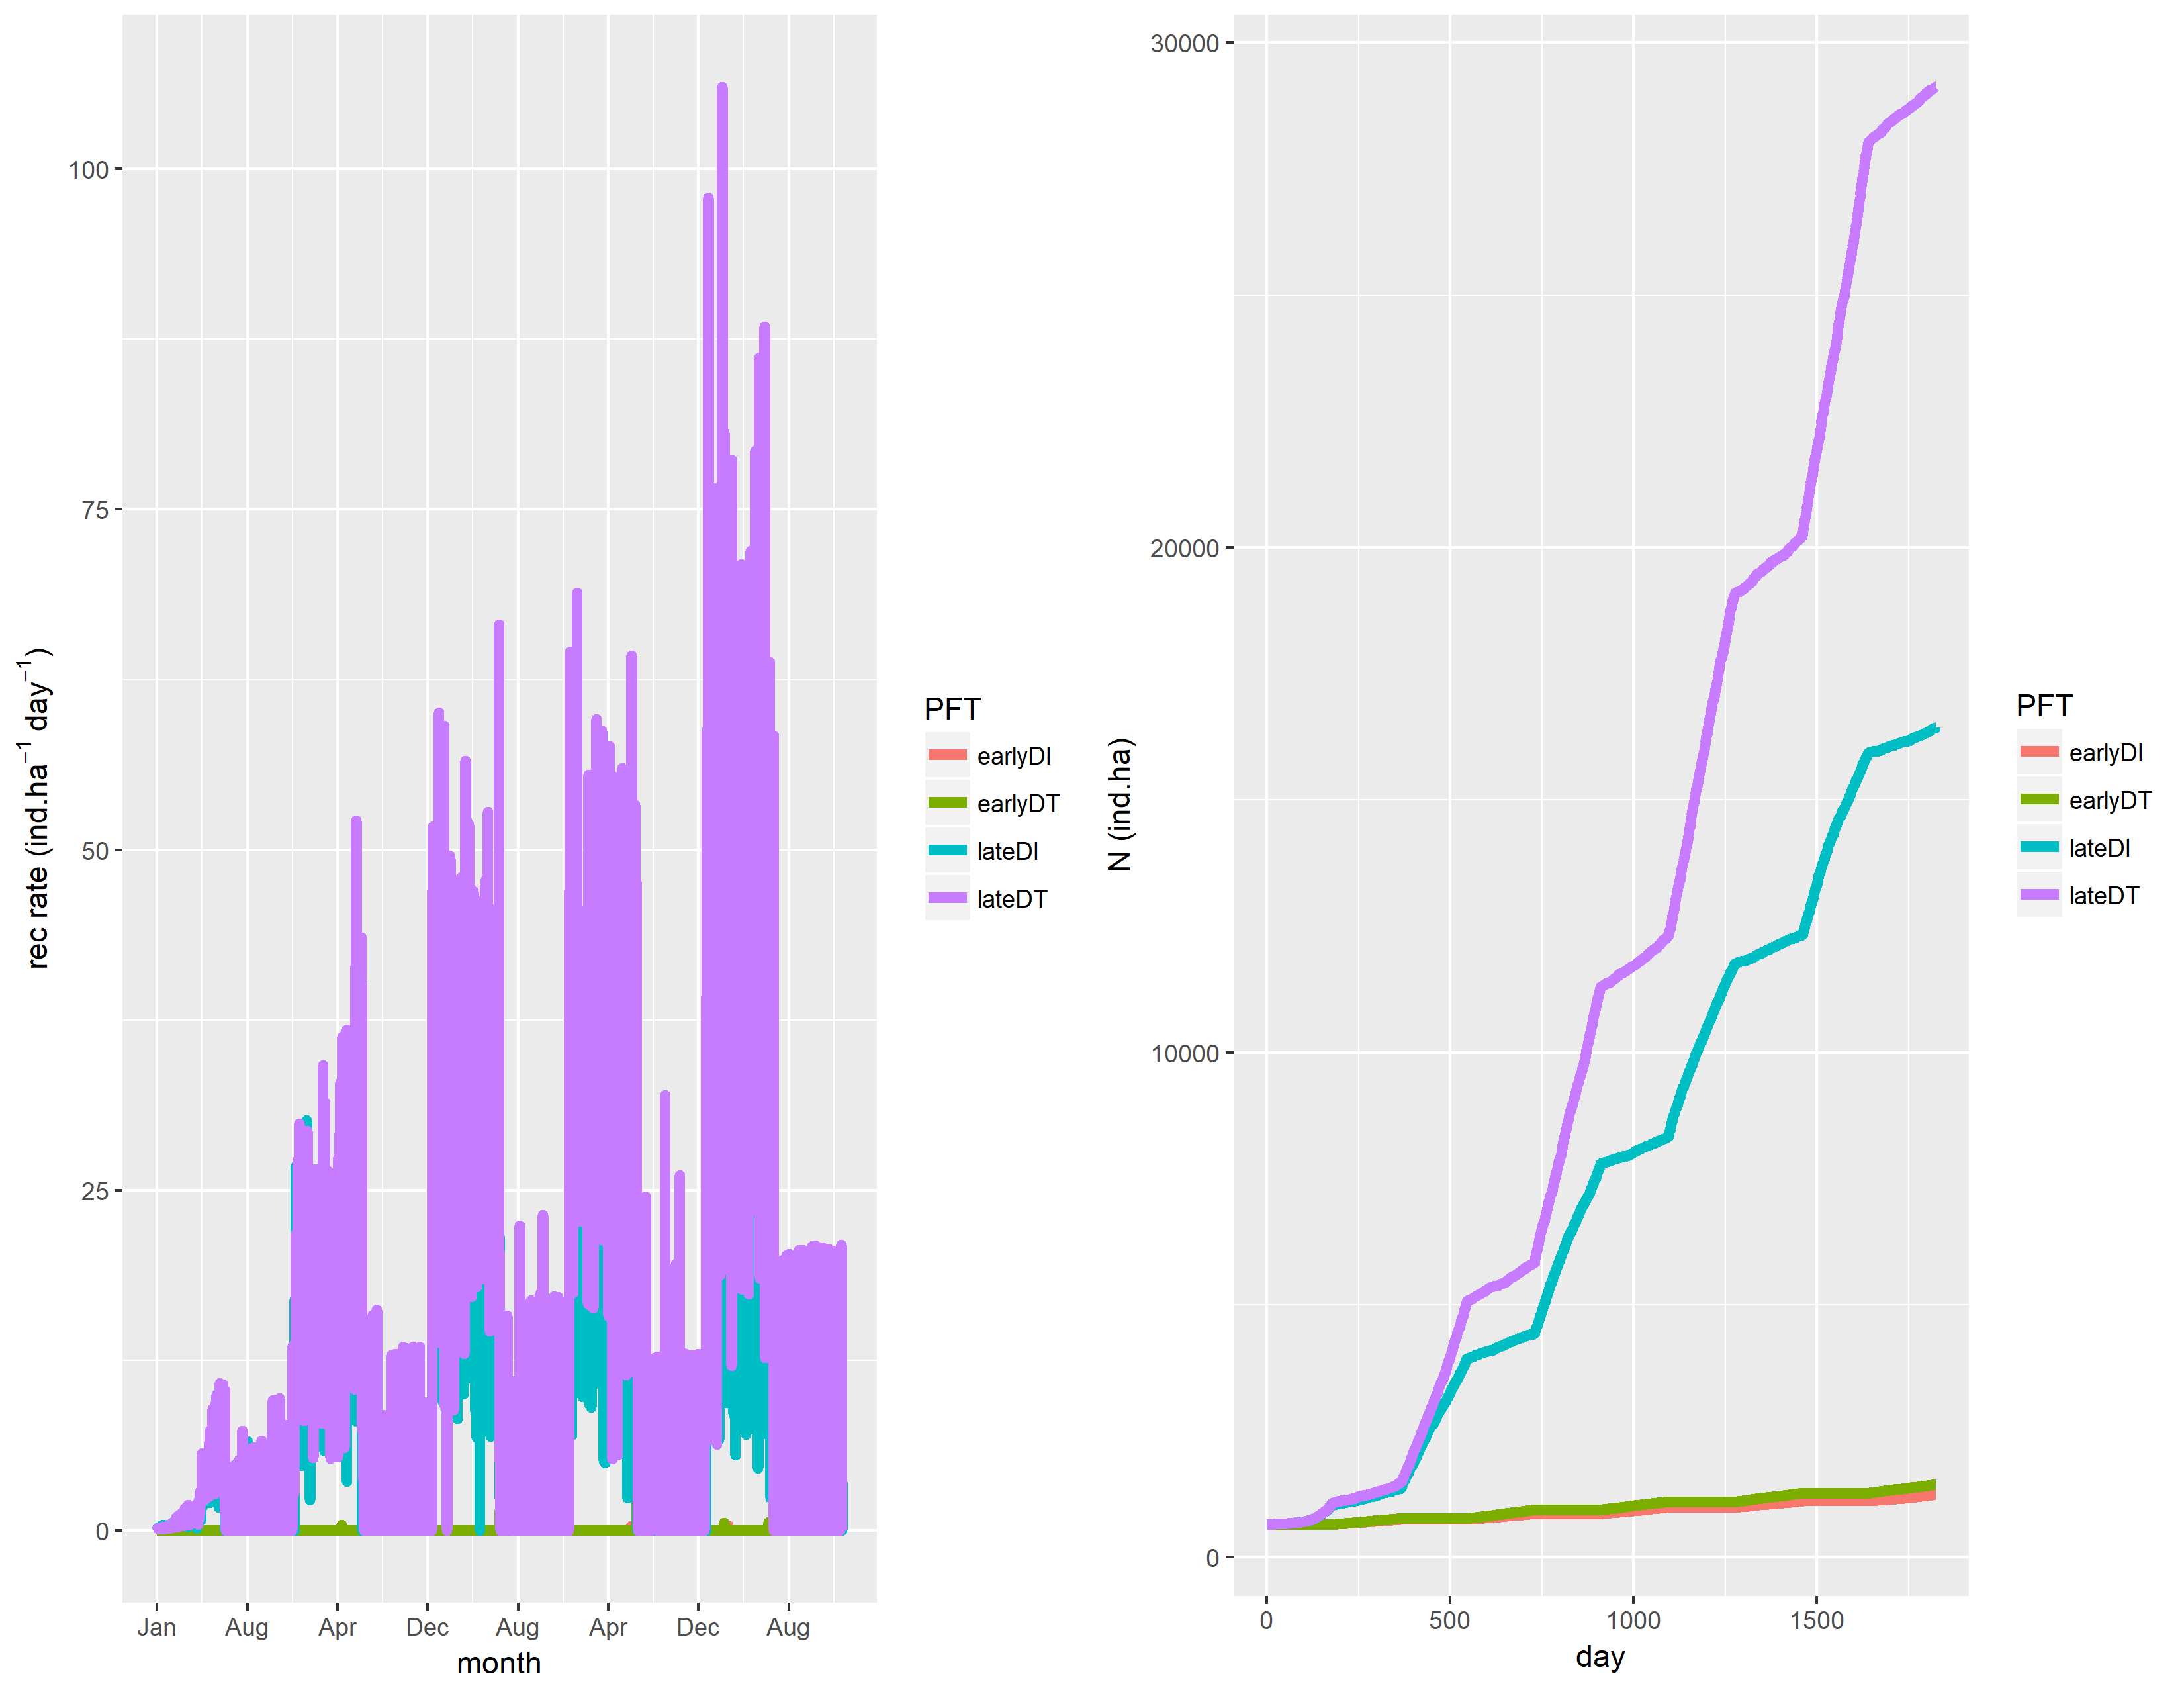 100
75
50
25
0
rec rate (ind.ha⁻¹ day⁻¹)
Jan Aug Apr Dec Aug Apr Dec Aug
month
PFT
earlyDI
earlyDT
lateDI
lateDT
30000
20000
10000
0
N (ind.ha)
0 500 1000 1500
day
PFT
earlyDI
earlyDT
lateDI
lateDT